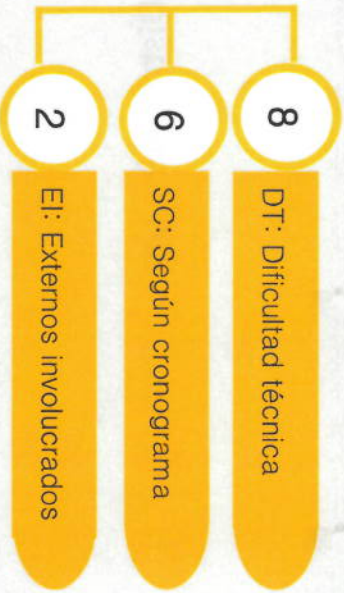 8
DT: Dificultad técnica
6
SC: Según cronograma
2
EI: Externos involucrados